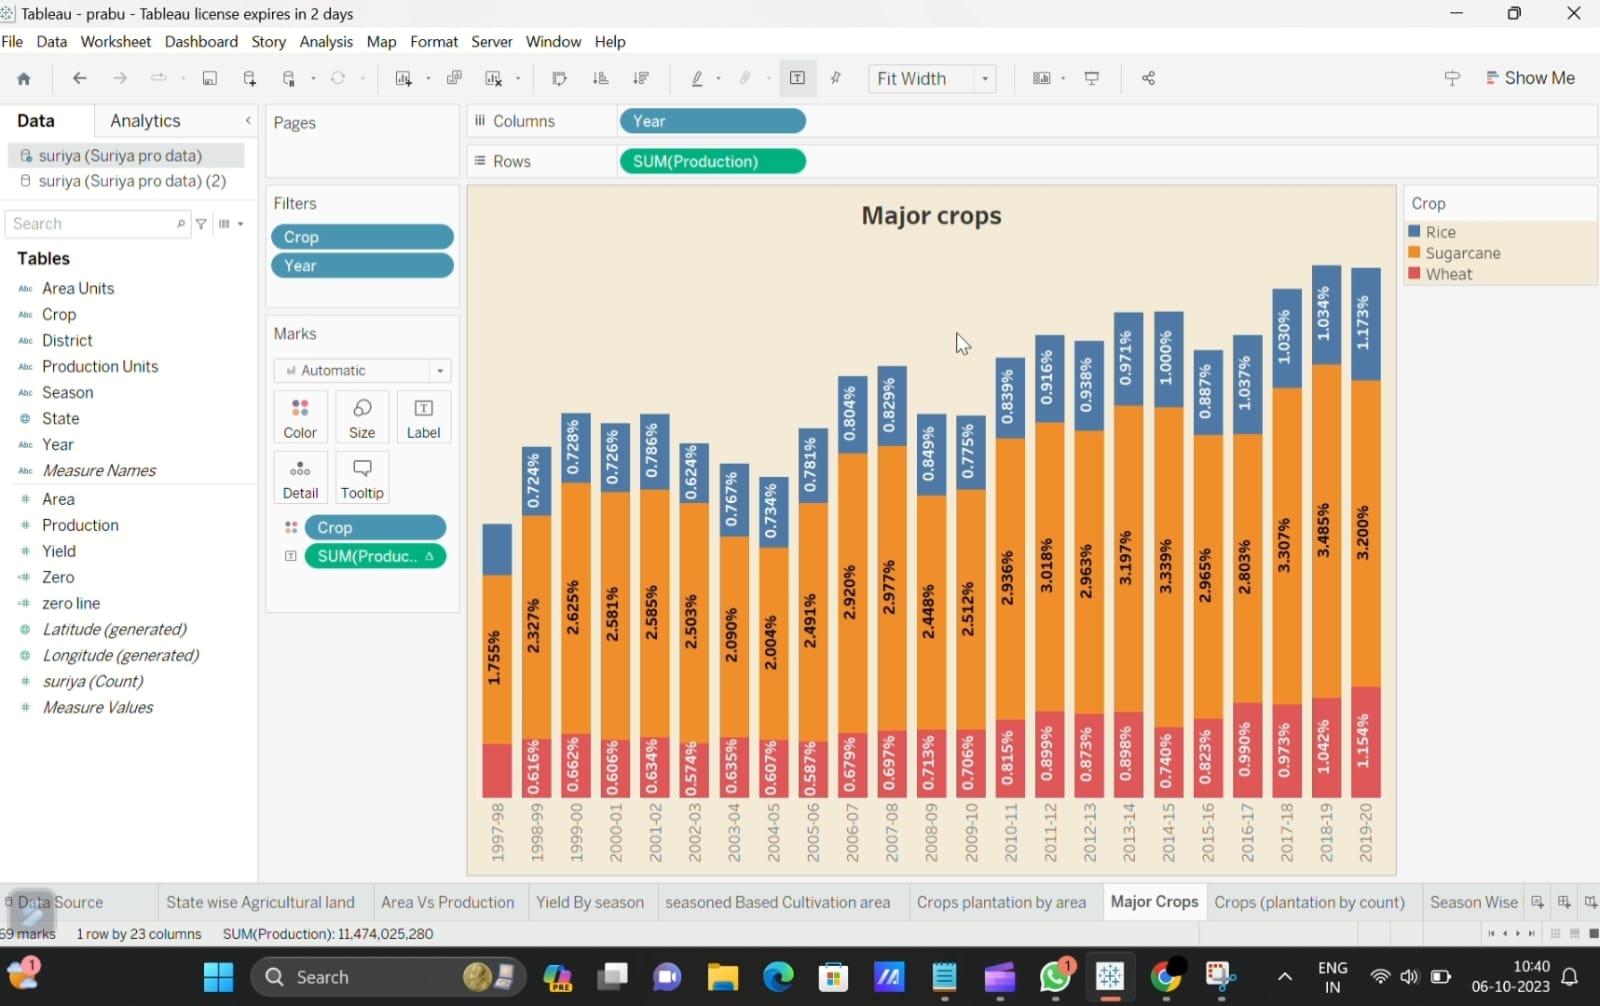 Tableau - prabu - Tableau license expires in 2 days
File Data Worksheet Dashboard Story Analysis Map Format Server Window Help
Fit Width
Show Me
Data Analytics
suriya (Suriya pro data)
suriya (Suriya pro data) (2)
Search
Tables
Abc Area Units
Abc Crop
Abc District
Abc Production Units
Abc Season
State
Abc Year
Abc Measure Names
# Area
# Production
# Yield
# Zero
# zero line
Latitude (generated)
Longitude (generated)
# suriya (Count)
# Measure Values
Pages
Filters
Crop
Year
Marks
Automatic
Color Size Label
Detail Tooltip
Crop
SUM(Produc.. Δ
Columns Year
Rows SUM(Production)
Major crops
0.724% 0.728% 0.726% 0.786% 0.624% 0.767% 0.734% 0.781% 0.804% 0.829% 0.849% 0.775% 0.839% 0.916% 0.938% 0.971% 1.000% 0.887% 1.037% 1.030% 1.034% 1.173%
1.755% 2.327% 2.625% 2.581% 2.585% 2.503% 2.090% 2.004% 2.491% 2.920% 2.977% 2.448% 2.512% 2.936% 3.018% 2.963% 3.197% 3.339% 2.965% 2.803% 3.307% 3.485% 3.200%
0.616% 0.662% 0.606% 0.634% 0.574% 0.635% 0.607% 0.587% 0.679% 0.697% 0.713% 0.706% 0.815% 0.899% 0.873% 0.898% 0.740% 0.823% 0.990% 0.973% 1.042% 1.154%
1997-98 1998-99 1999-00 2000-01 2001-02 2002-03 2003-04 2004-05 2005-06 2006-07 2007-08 2008-09 2009-10 2010-11 2011-12 2012-13 2013-14 2014-15 2015-16 2016-17 2017-18 2018-19 2019-20
Crop
Rice
Sugarcane
Wheat
Data Source State wise Agricultural land Area Vs Production Yield By season seasoned Based Cultivation area Crops plantation by area Major Crops Crops (plantation by count) Season Wise
69 marks 1 row by 23 columns SUM(Production): 11,474,025,280
1
Search
PRE
1
ENG
IN
10:40
06-10-2023